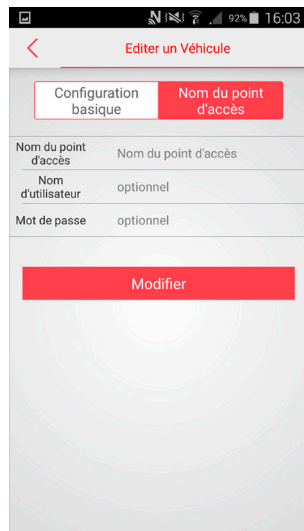 92% 16:03
Editer un Véhicule
Configuration
basique
Nom du point
d'accès
Nom du point
d'accès
Nom du point d'accès
Nom
d'utilisateur
optionnel
Mot de passe
optionnel
Modifier